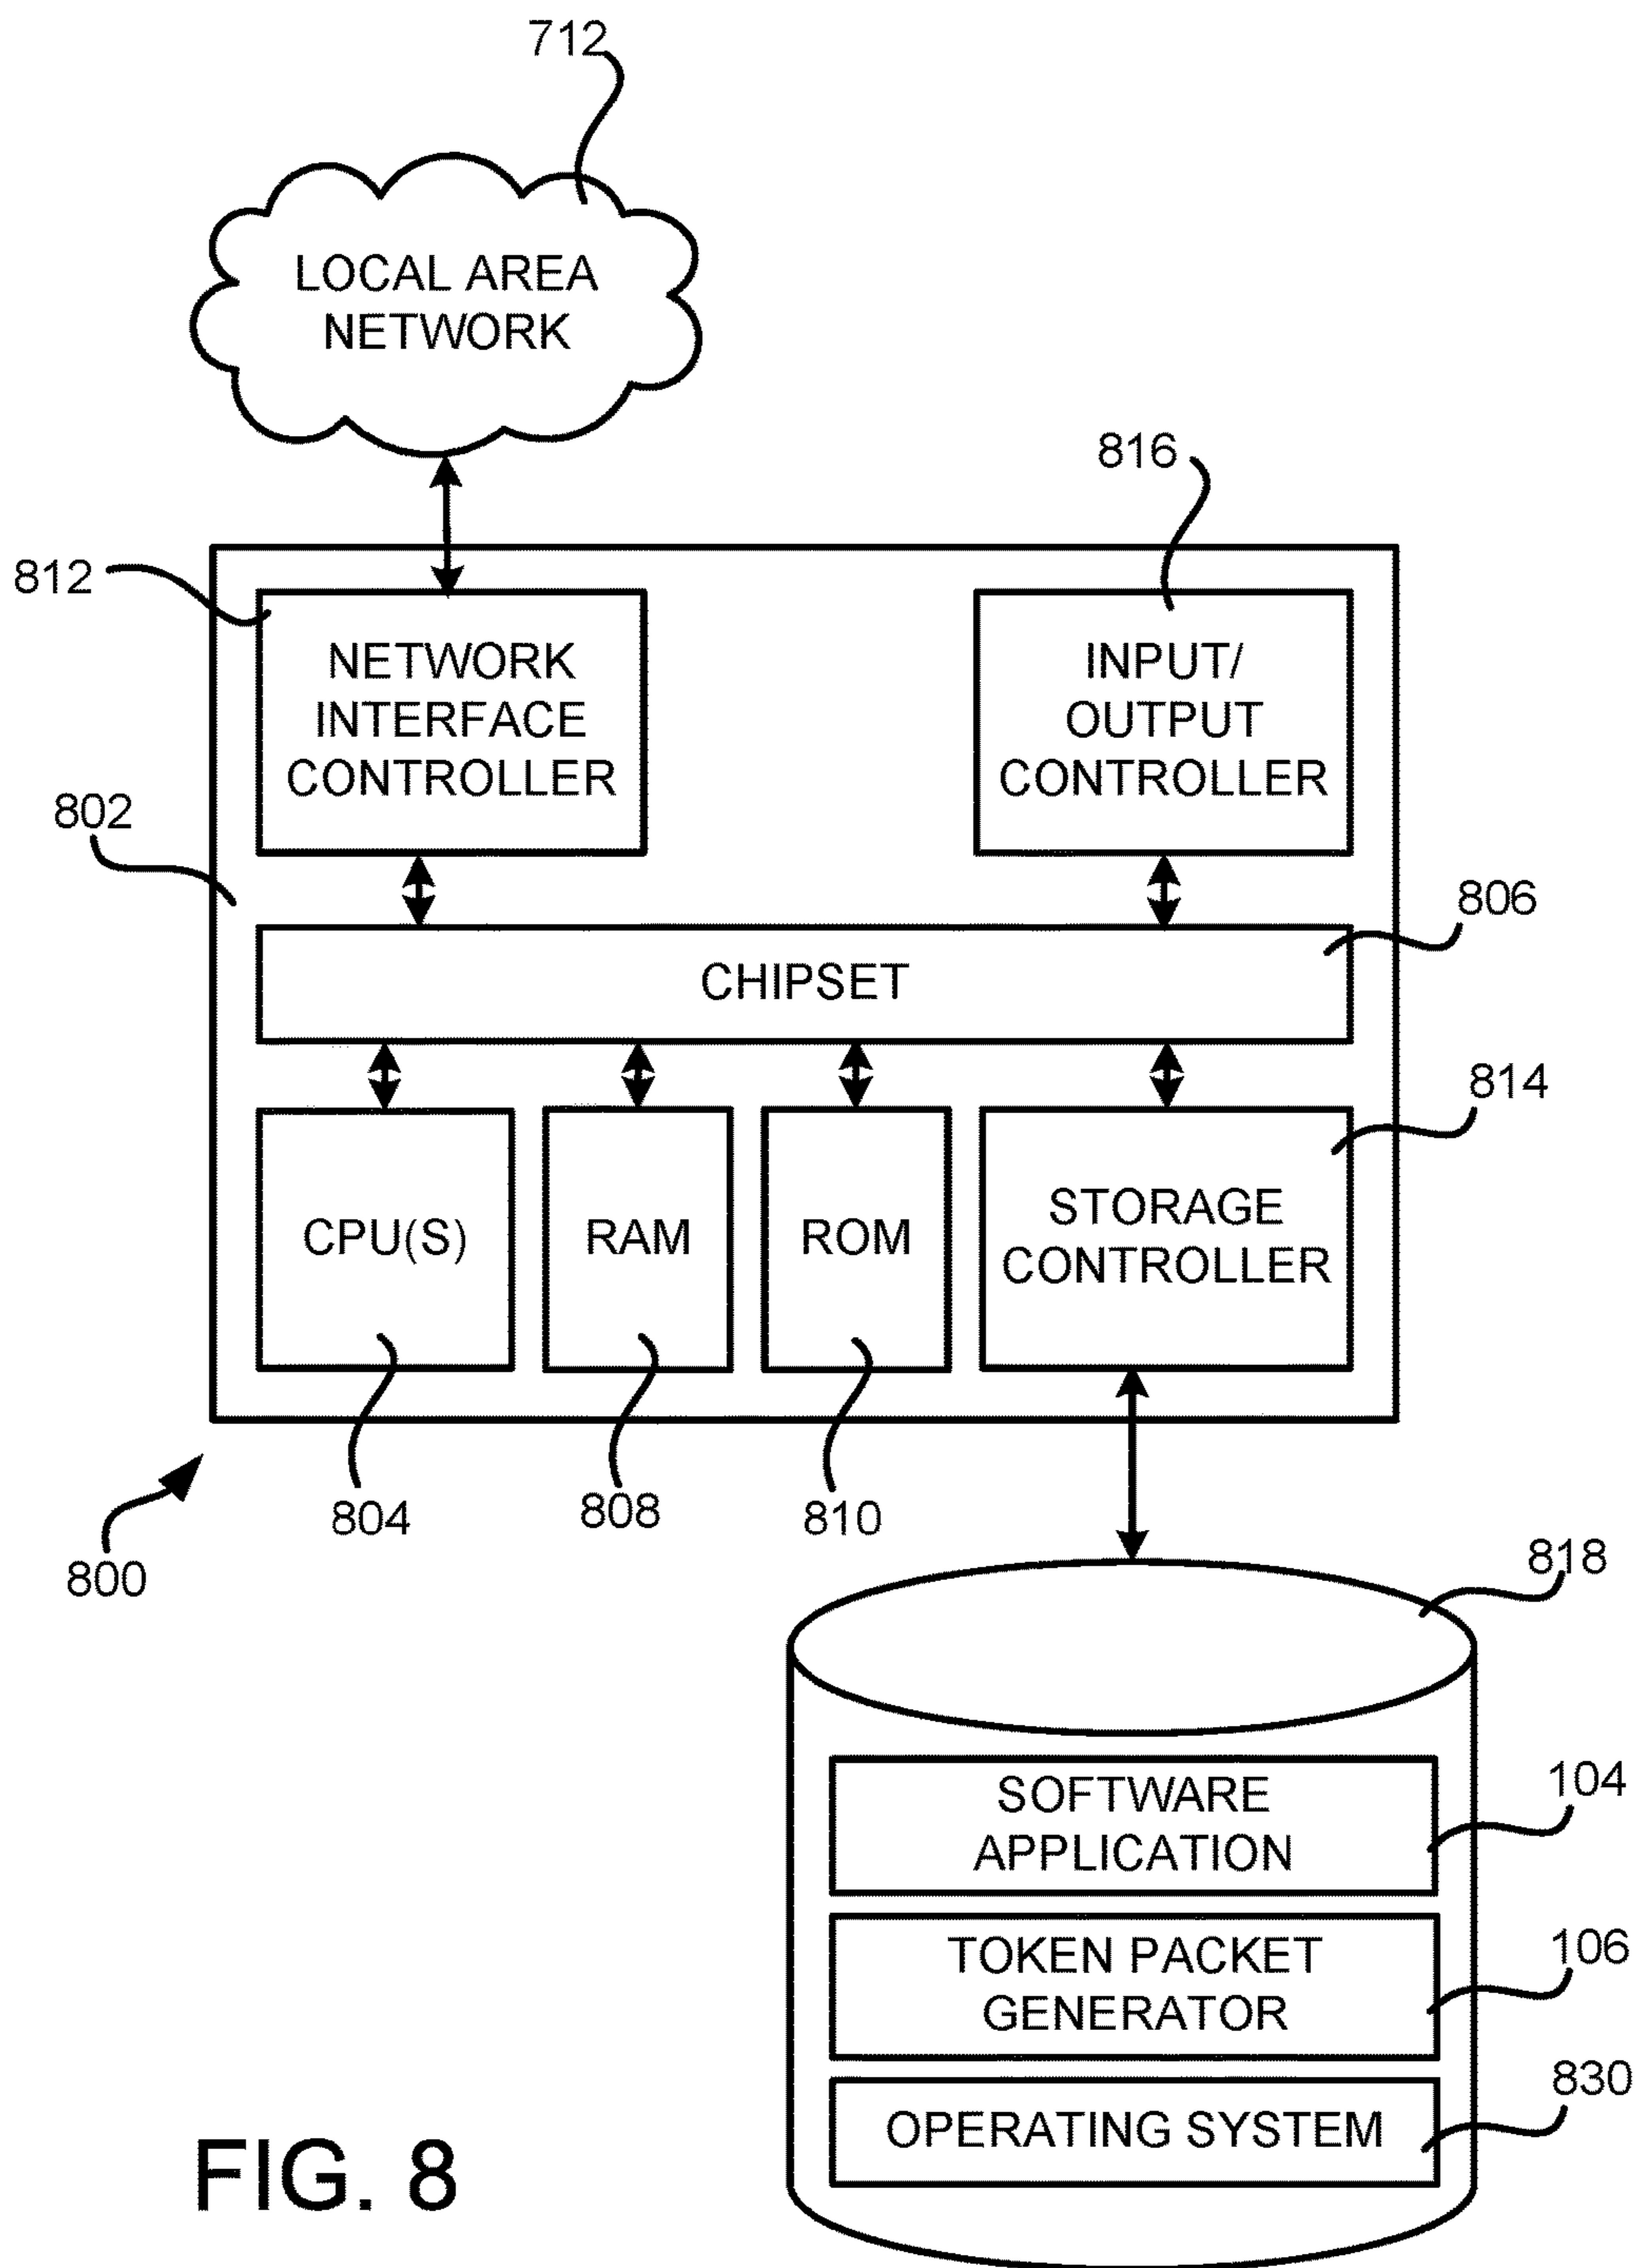 712
LOCAL AREA
NETWORK
816
812
NETWORK
INTERFACE
CONTROLLER
INPUT/
OUTPUT
CONTROLLER
802
806
CHIPSET
814
CPU(S)
RAM
ROM
STORAGE
CONTROLLER
804
808
810
800
818
SOFTWARE
APPLICATION
104
TOKEN PACKET
GENERATOR
106
OPERATING SYSTEM
830
FIG. 8